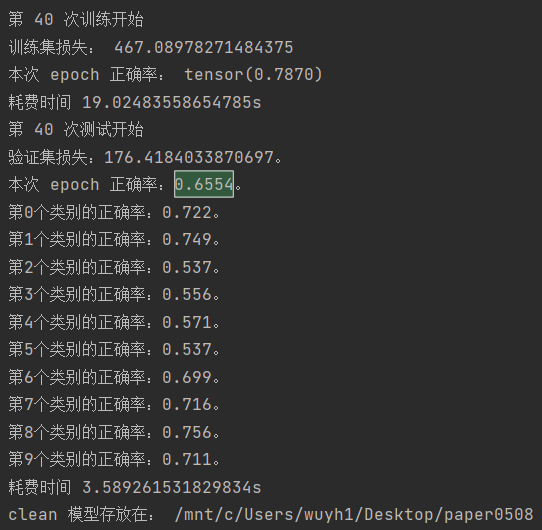 第 40 次训练开始
训练集损失： 467.08978271484375
本次 epoch 正确率： tensor(0.7870)
耗费时间 19.02483558654785s
第 40 次测试开始
验证集损失：176.4184033870697。
本次 epoch 正确率：0.6554。
第0个类别的正确率：0.722。
第1个类别的正确率：0.749。
第2个类别的正确率：0.537。
第3个类别的正确率：0.556。
第4个类别的正确率：0.571。
第5个类别的正确率：0.537。
第6个类别的正确率：0.699。
第7个类别的正确率：0.716。
第8个类别的正确率：0.756。
第9个类别的正确率：0.711。
耗费时间 3.589261531829834s
clean 模型存放在： /mnt/c/Users/wuyh1/Desktop/paper0508